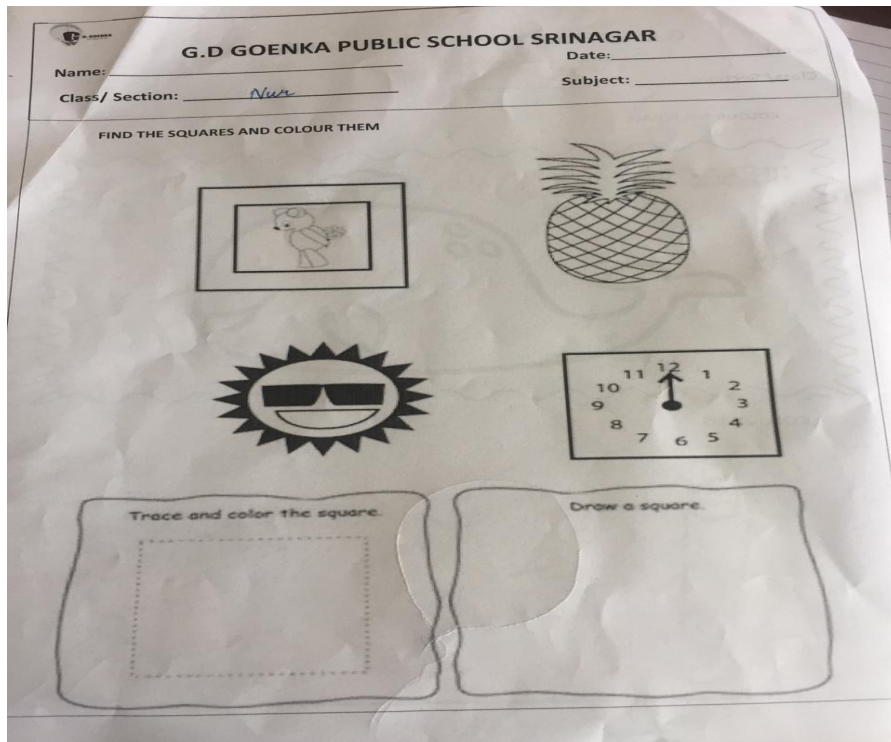 G.D GOENKA PUBLIC SCHOOL SRINAGAR
Name:
Date:
Class/ Section: Nur
Subject:
FIND THE SQUARES AND COLOUR THEM
12
11 1
10 2
9 3
8 4
7 6 5
Trace and color the square.
Draw a square.